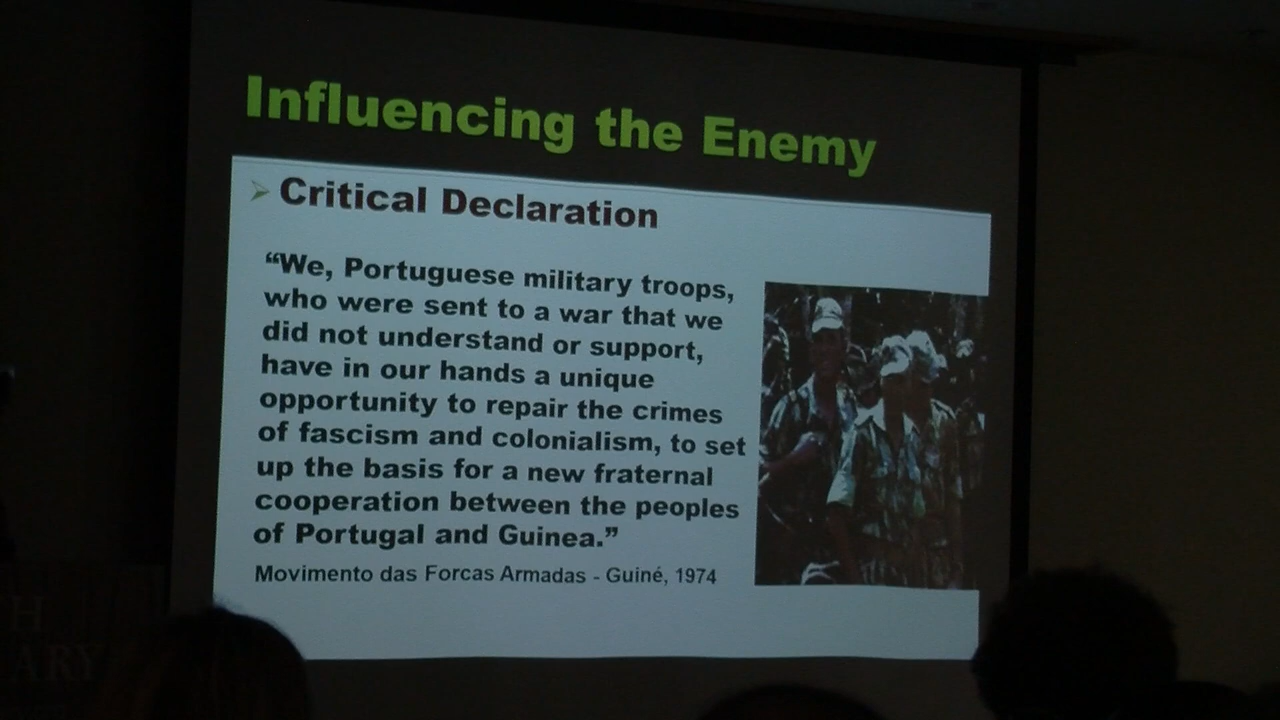 Influencing the Enemy
Critical Declaration
“We, Portuguese military troops,
who were sent to a war that we
did not understand or support,
have in our hands a unique
opportunity to repair the crimes
of fascism and colonialism, to set
up the basis for a new fraternal
cooperation between the peoples
of Portugal and Guinea.”
Movimento das Forcas Armadas - Guiné, 1974